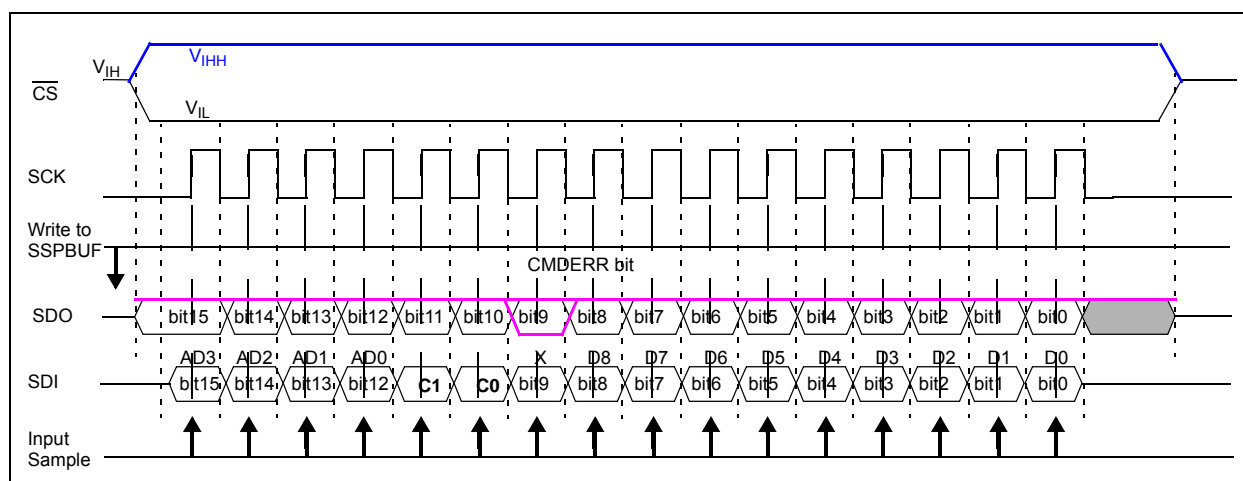 VIHH
VIH
CS
VIL
SCK
Write to
SSPBUF
CMDERR bit
SDO bit15 bit14 bit13 bit12 bit11 bit10 bit9 bit8 bit7 bit6 bit5 bit4 bit3 bit2 bit1 bit0
AD3 AD2 AD1 AD0 X D8 D7 D6 D5 D4 D3 D2 D1 D0
SDI bit15 bit14 bit13 bit12 C1 C0 bit9 bit8 bit7 bit6 bit5 bit4 bit3 bit2 bit1 bit0
Input
Sample